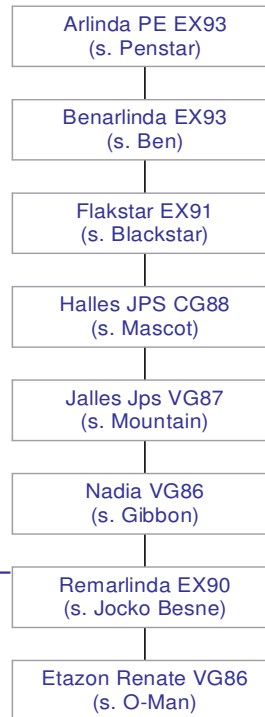 Arlinda PE EX93
(s. Penstar)
Benarlinda EX93
(s. Ben)
Flakstar EX91
(s. Blackstar)
Halles JPS CG88
(s. Mascot)
Jalles Jps VG87
(s. Mountain)
Nadia VG86
(s. Gibbon)
Remarlinda EX90
(s. Jocko Besne)
Etazon Renate VG86
(s. O-Man)